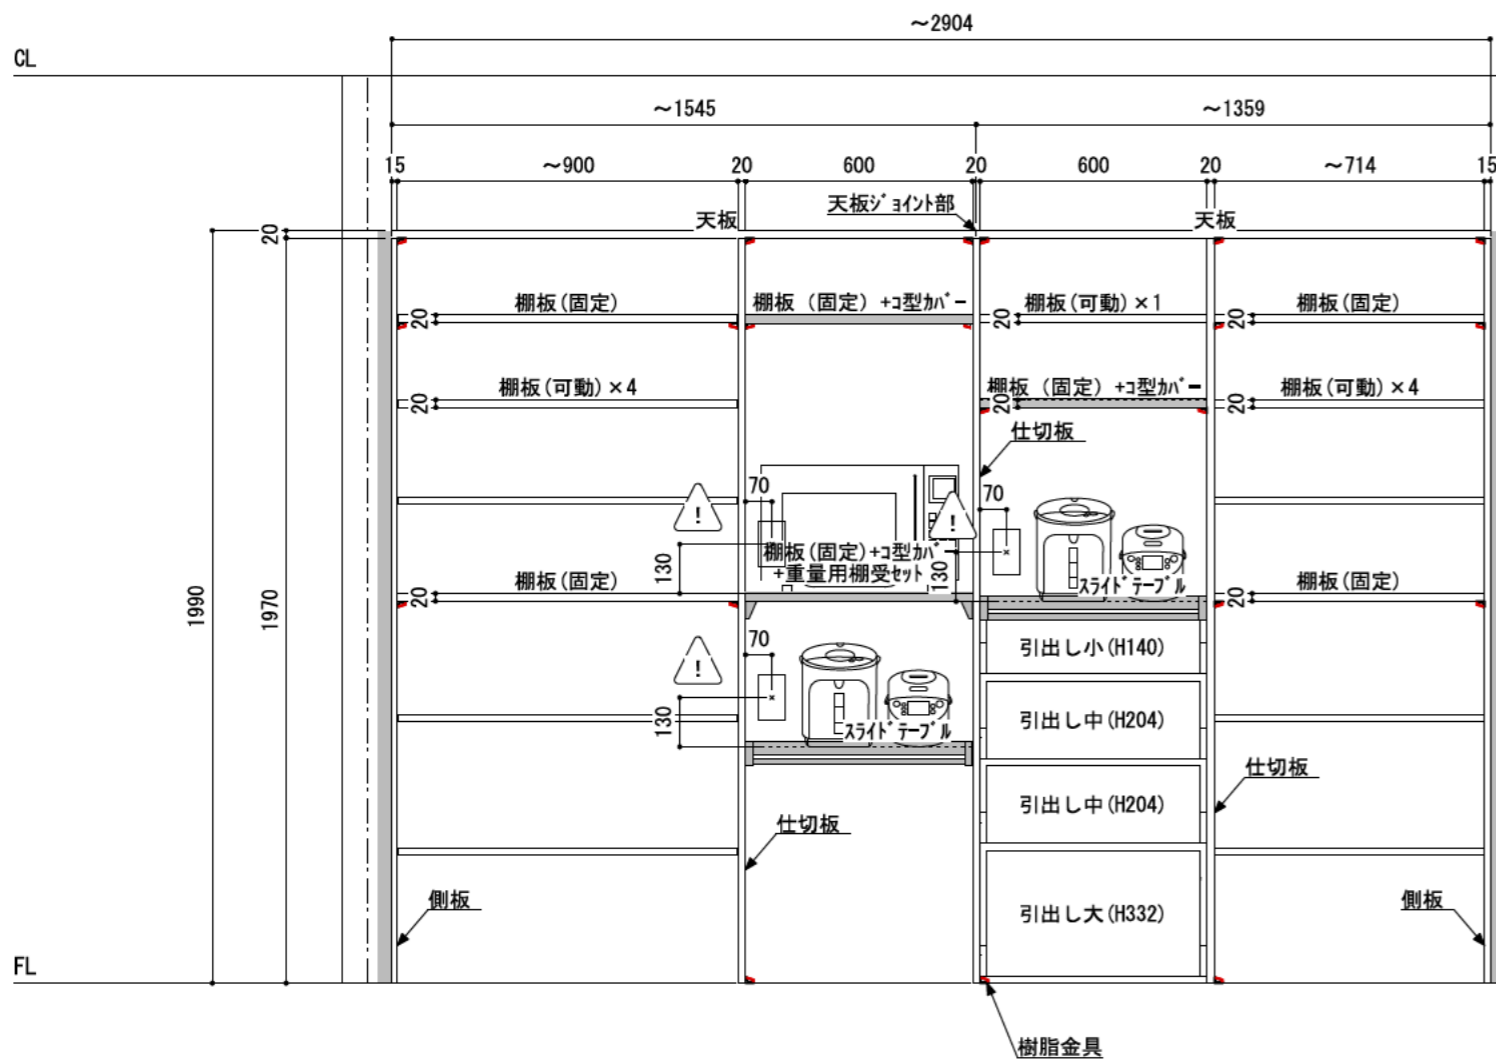 ～2904
CL
～1545
～1359
15
～900
20
600
20
600
20
～714
15
天板ｼﾞｮｲﾝﾄ部
天板
天板
20
棚板(固定)
棚板（固定）+ｺ型ｶﾊﾞｰ
棚板(可動)×1
棚板(固定)
20
20
20
棚板(可動)×4
棚板（固定）+ｺ型ｶﾊﾞｰ
棚板(可動)×4
20
20
20
仕切板
70
70
!
!
130
棚板(固定)+ｺ型ｶﾊﾞｰ
+重量用棚受ｾｯﾄ
130
棚板(固定)
棚板(固定)
ｽﾗｲﾄﾞﾃｰﾌﾞﾙ
1990
1970
20
20
引出し小(H140)
70
!
130
引出し中(H204)
ｽﾗｲﾄﾞﾃｰﾌﾞﾙ
仕切板
引出し中(H204)
仕切板
側板
引出し大(H332)
側板
FL
樹脂金具